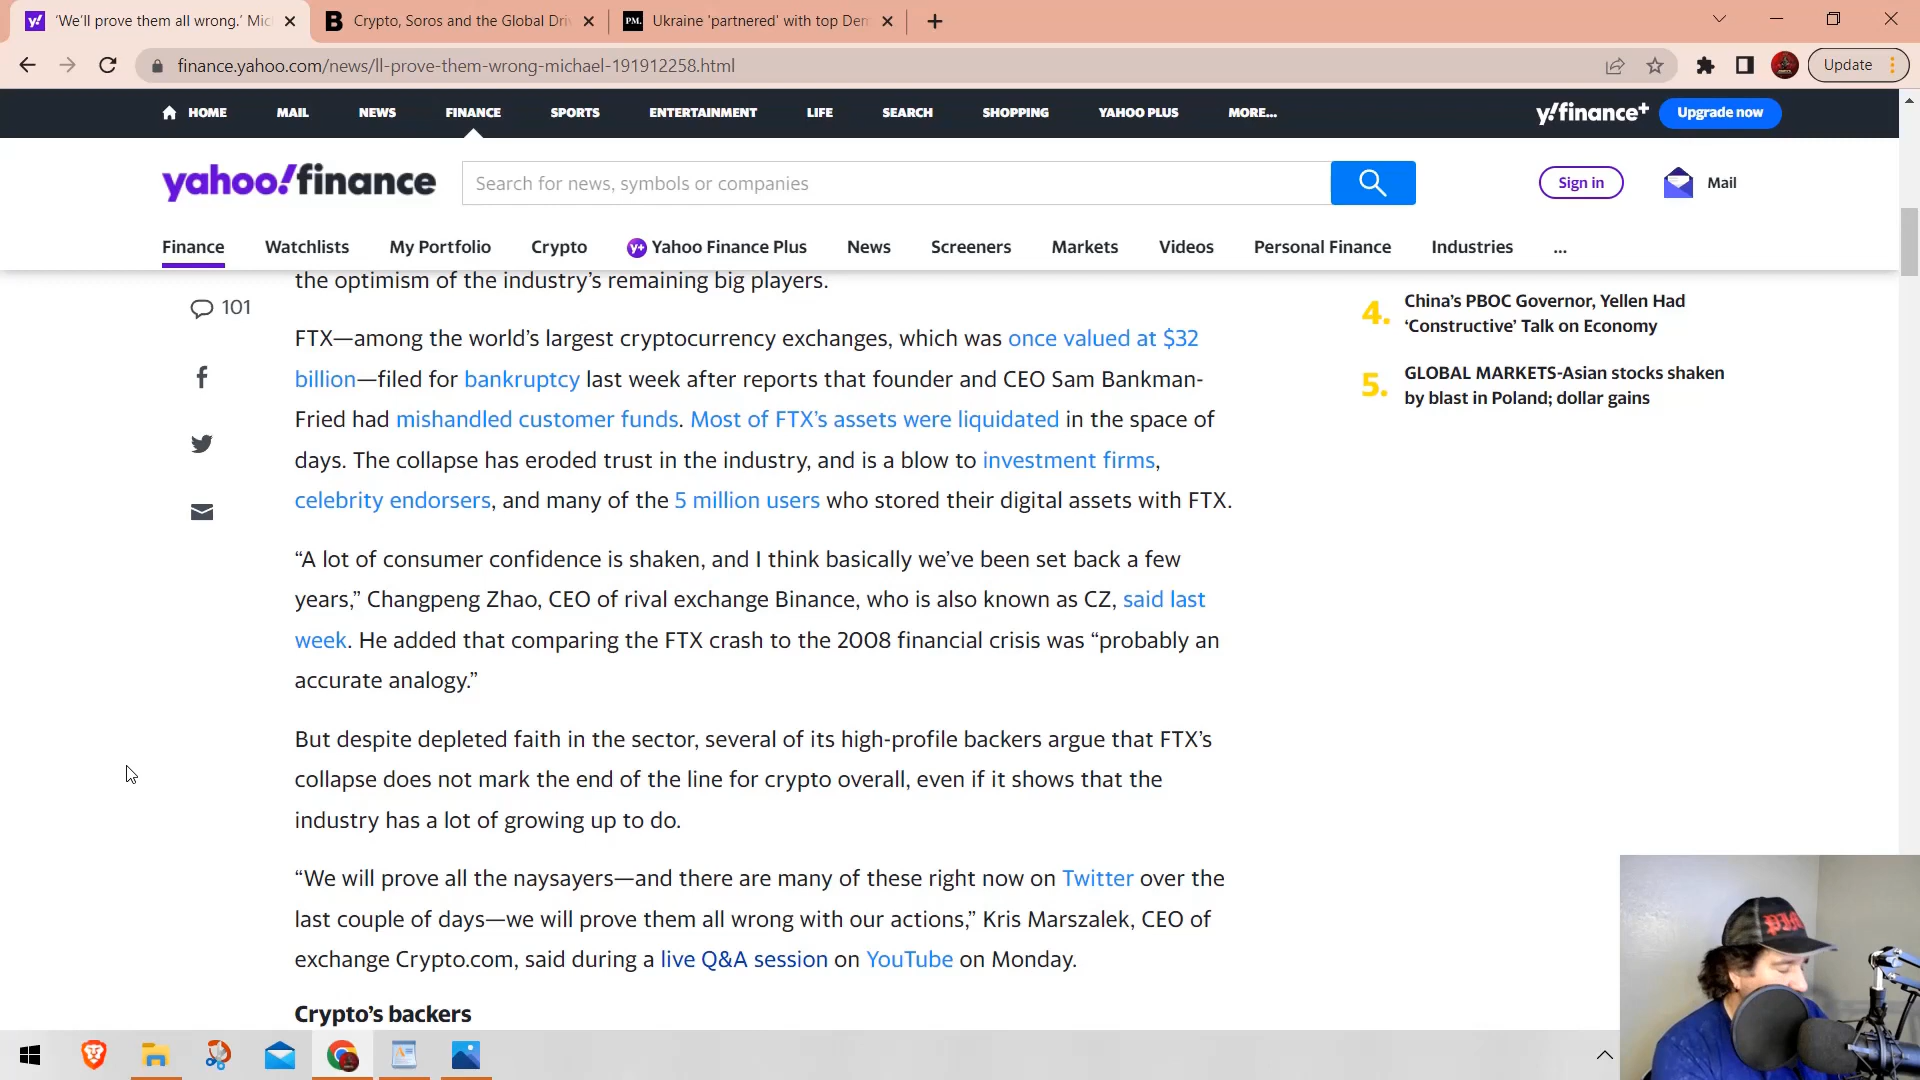 'We'll prove them all wrong.' Mic
Crypto, Soros and the Global Dri
PM.
Ukraine 'partnered' with top Dem
finance.yahoo.com/news/ll-prove-them-wrong-michael-191912258.html
Update
HOME
MAIL
NEWS
FINANCE
SPORTS
ENTERTAINMENT
LIFE
SEARCH
SHOPPING
YAHOO PLUS
MORE...
y!finance+
Upgrade now
yahoo!finance
Search for news, symbols or companies
Sign in
Mail
Finance
Watchlists
My Portfolio
Crypto
Yahoo Finance Plus
News
Screeners
Markets
Videos
Personal Finance
Industries
...
the optimism of the industry's remaining big players.
101
FTX—among the world's largest cryptocurrency exchanges, which was once valued at $32
billion—filed for bankruptcy last week after reports that founder and CEO Sam Bankman-
Fried had mishandled customer funds. Most of FTX's assets were liquidated in the space of
days. The collapse has eroded trust in the industry, and is a blow to investment firms,
celebrity endorsers, and many of the 5 million users who stored their digital assets with FTX.
“A lot of consumer confidence is shaken, and I think basically we've been set back a few
years,” Changpeng Zhao, CEO of rival exchange Binance, who is also known as CZ, said last
week. He added that comparing the FTX crash to the 2008 financial crisis was “probably an
accurate analogy.”
But despite depleted faith in the sector, several of its high-profile backers argue that FTX's
collapse does not mark the end of the line for crypto overall, even if it shows that the
industry has a lot of growing up to do.
“We will prove all the naysayers—and there are many of these right now on Twitter over the
last couple of days—we will prove them all wrong with our actions,” Kris Marszalek, CEO of
exchange Crypto.com, said during a live Q&A session on YouTube on Monday.
Crypto's backers
4.
China's PBOC Governor, Yellen Had
‘Constructive’ Talk on Economy
5.
GLOBAL MARKETS-Asian stocks shaken
by blast in Poland; dollar gains